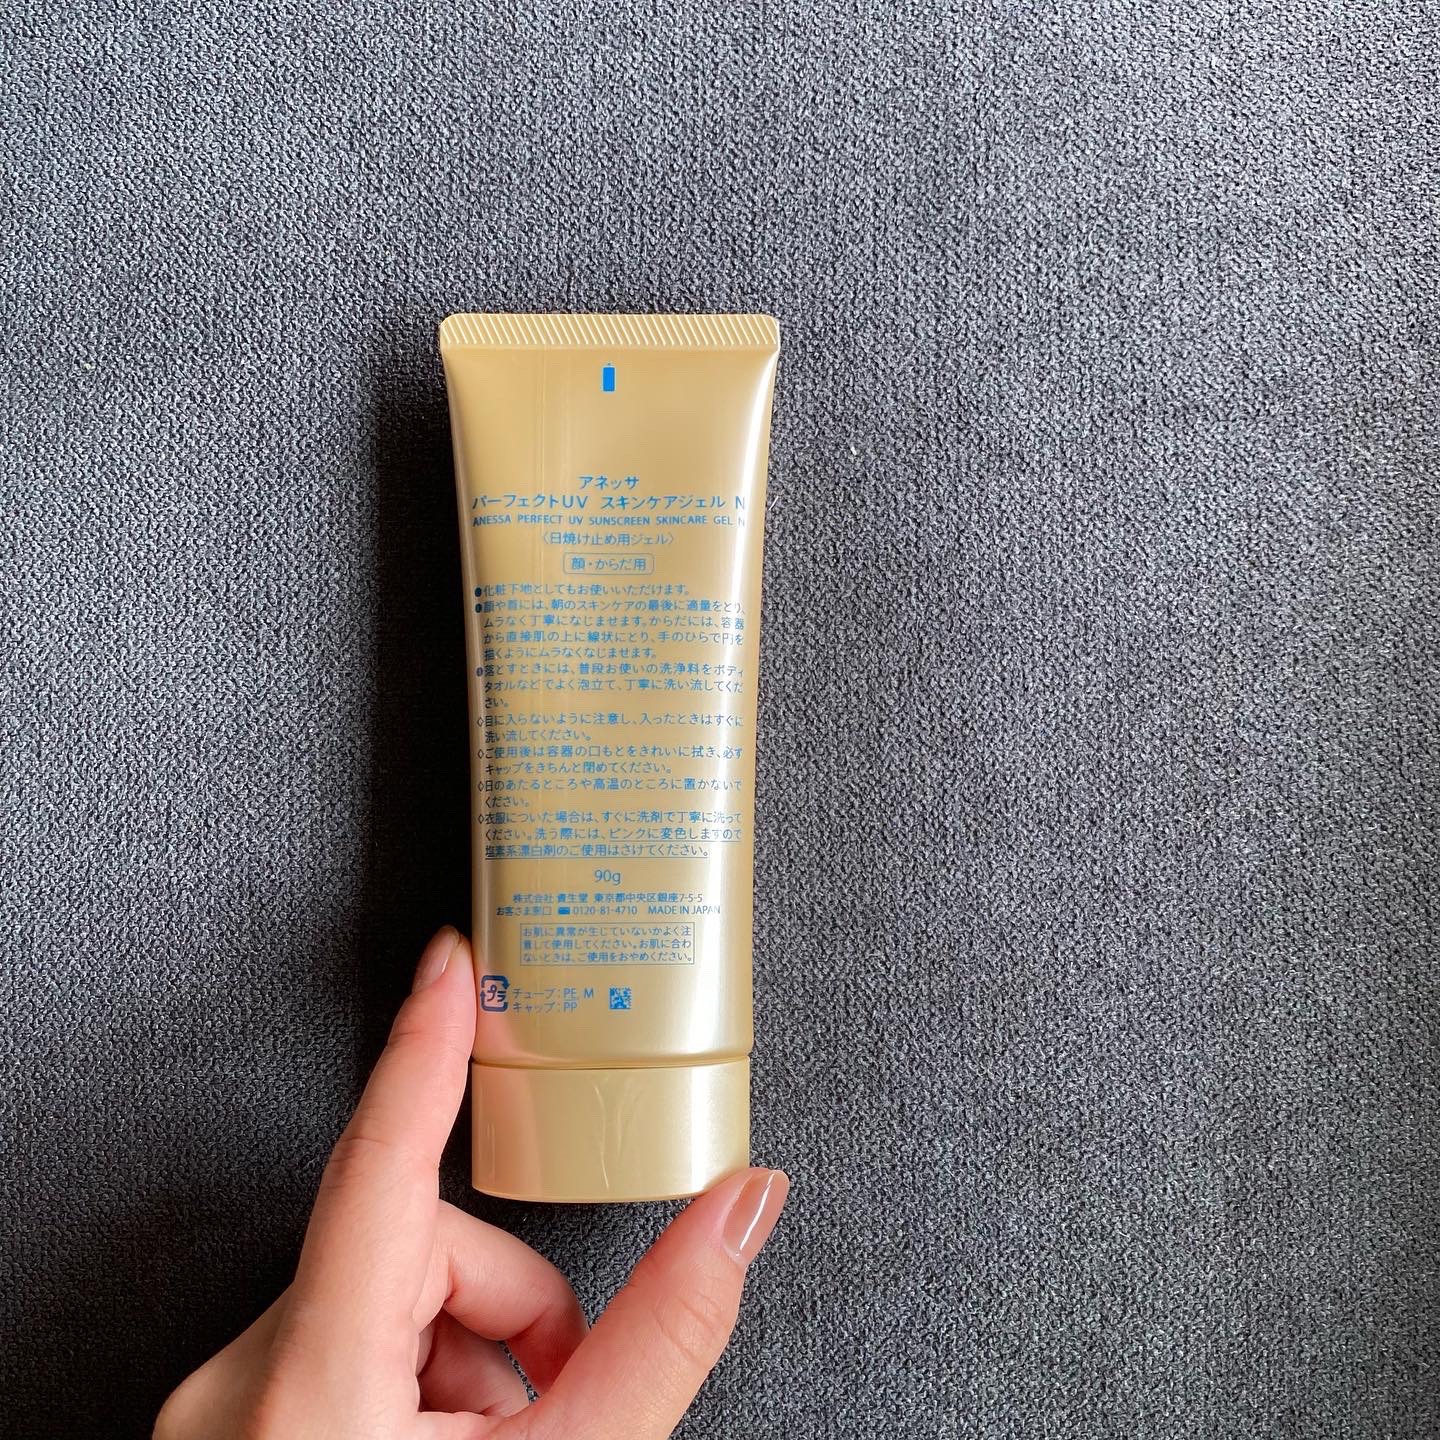 アネッサ
パーフェクトUV スキンケアジェル N
ANESSA PERFECT UV SUNSCREEN SKINCARE GEL N
〈日焼け止め用ジェル〉
顔・からだ用
●化粧下地としてもお使いいただけます。
●顔や首には、朝のスキンケアの最後に適量をとり、
ムラなく丁寧になじませます。からだには、容器
から直接肌の上に線状にとり、手のひらで円を
描くようにムラなくなじませます。
●落とすときには、普段お使いの洗浄料をボディ
タオルなどでよく泡立て、丁寧に洗い流してくだ
さい。
◇目に入らないように注意し、入ったときはすぐに
洗い流してください。
◇ご使用後は容器の口もとをきれいに拭き、必ず
キャップをきちんと閉めてください。
◇日のあたるところや高温のところに置かないで
ください。
◇衣服についた場合は、すぐに洗剤で丁寧に洗って
ください。洗う際には、ピンクに変色しますので
塩素系漂白剤のご使用はさけてください。
90g
株式会社 資生堂 東京都中央区銀座7-5-5
お客さま窓口 0120-81-4710 MADE IN JAPAN
お肌に異常が生じていないかよく注
意して使用してください。お肌に合わ
ないときは、ご使用をおやめください。
プラ チューブ：PE, M
キャップ：PP